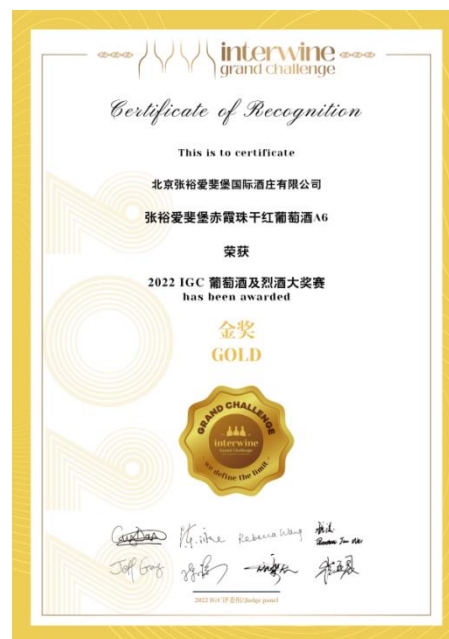 interwine
grand challenge
Certificate of Recognition
This is to certificate
北京张裕爱斐堡国际酒庄有限公司
张裕爱斐堡赤霞珠干红葡萄酒A6
荣获
2022 IGC 葡萄酒及烈酒大奖赛
has been awarded
金奖
GOLD
GRAND CHALLENGE
interwine
Grand Challenge
we define the limit
Rebecca Wang
2022 IGC评委组/Judge panel